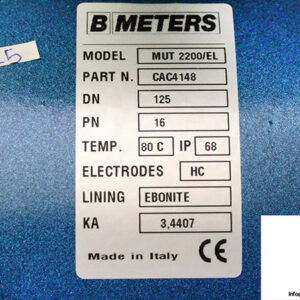 B METERS
MODEL MUT 2200/EL
PART N. CAC4148
DN 125
PN 16
TEMP. 80 C IP 68
ELECTRODES HC
LINING EBONITE
KA 3,4407
Made in Italy CE